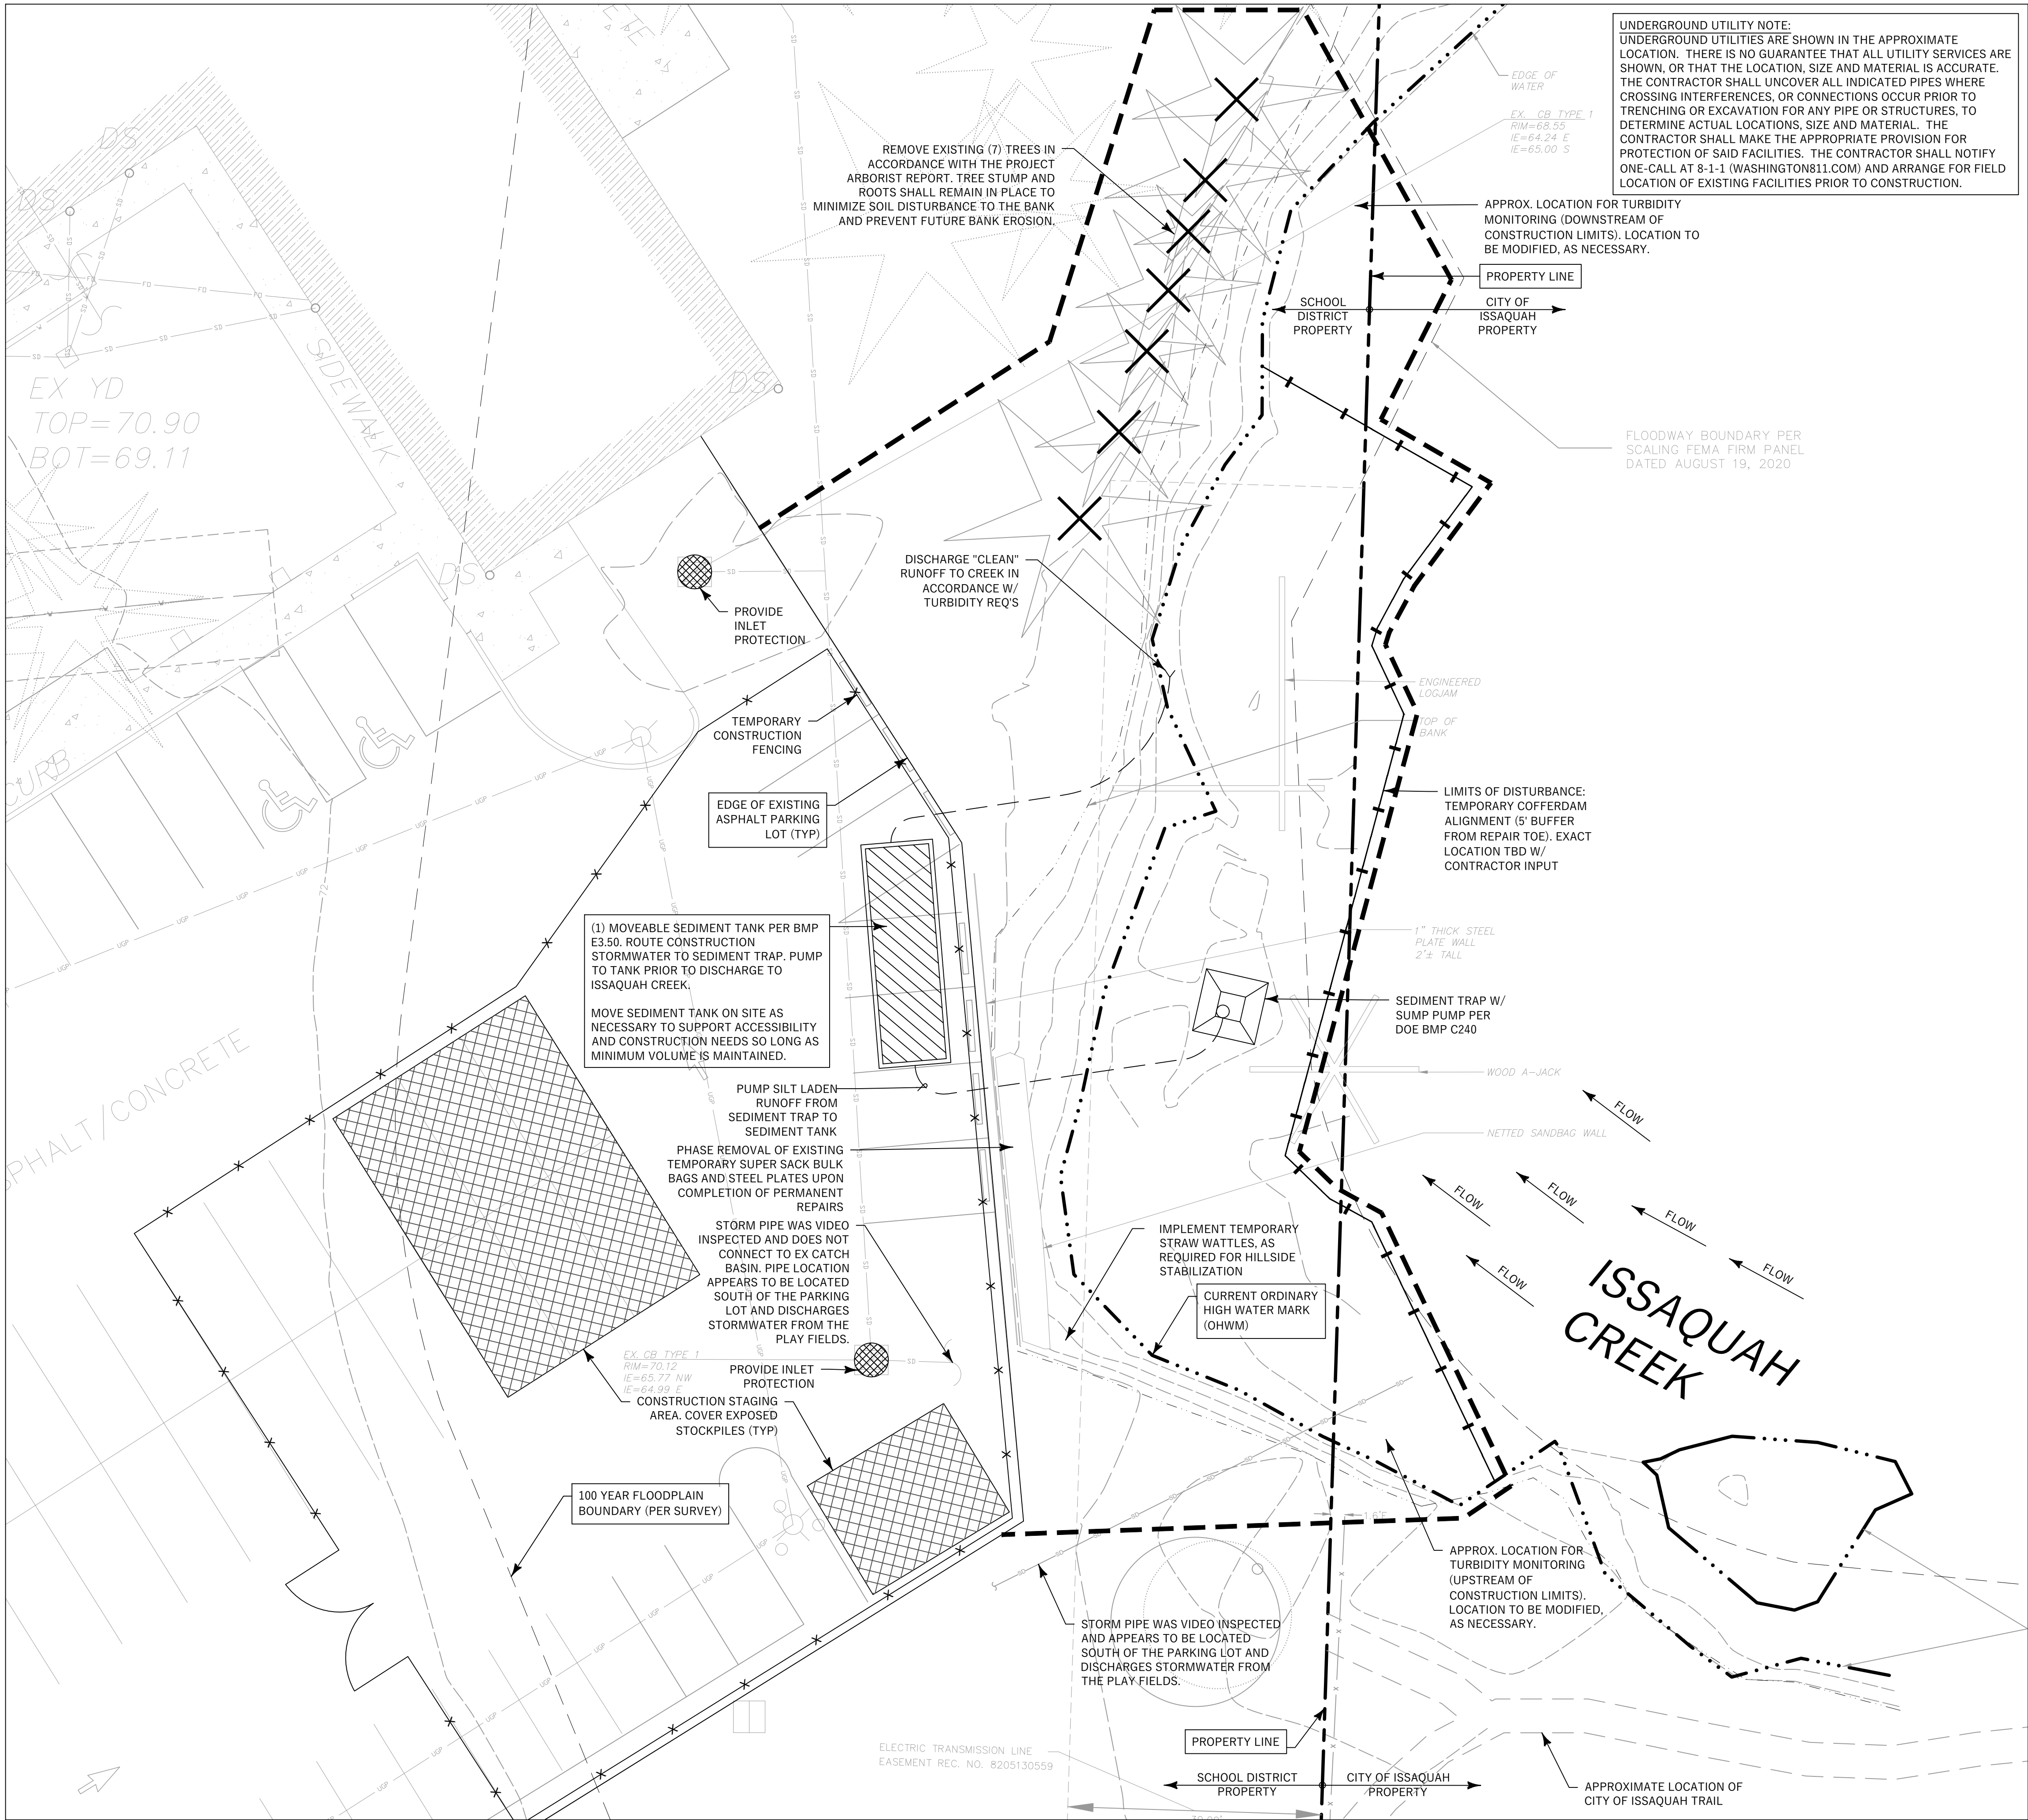 UNDERGROUND UTILITY NOTE:
UNDERGROUND UTILITIES ARE SHOWN IN THE APPROXIMATE
LOCATION. THERE IS NO GUARANTEE THAT ALL UTILITY SERVICES ARE
SHOWN, OR THAT THE LOCATION, SIZE AND MATERIAL IS ACCURATE.
THE CONTRACTOR SHALL UNCOVER ALL INDICATED PIPES WHERE
CROSSING INTERFERENCES, OR CONNECTIONS OCCUR PRIOR TO
TRENCHING OR EXCAVATION FOR ANY PIPE OR STRUCTURES, TO
DETERMINE ACTUAL LOCATIONS, SIZE AND MATERIAL. THE
CONTRACTOR SHALL MAKE THE APPROPRIATE PROVISION FOR
PROTECTION OF SAID FACILITIES. THE CONTRACTOR SHALL NOTIFY
ONE-CALL AT 8-1-1 (WASHINGTON811.COM) AND ARRANGE FOR FIELD
LOCATION OF EXISTING FACILITIES PRIOR TO CONSTRUCTION.
EDGE OF
WATER
EX. CB TYPE 1
RIM=68.55
IE=64.24 E
IE=65.00 S
REMOVE EXISTING (7) TREES IN
ACCORDANCE WITH THE PROJECT
ARBORIST REPORT. TREE STUMP AND
ROOTS SHALL REMAIN IN PLACE TO
MINIMIZE SOIL DISTURBANCE TO THE BANK
AND PREVENT FUTURE BANK EROSION.
APPROX. LOCATION FOR TURBIDITY
MONITORING (DOWNSTREAM OF
CONSTRUCTION LIMITS). LOCATION TO
BE MODIFIED, AS NECESSARY.
PROPERTY LINE
SCHOOL
DISTRICT
PROPERTY
CITY OF
ISSAQUAH
PROPERTY
DS
DS
DS
DS
SIDEWALK
EX YD
TOP=70.90
BOT=69.11
FLOODWAY BOUNDARY PER
SCALING FEMA FIRM PANEL
DATED AUGUST 19, 2020
DISCHARGE "CLEAN"
RUNOFF TO CREEK IN
ACCORDANCE W/
TURBIDITY REQ'S
PROVIDE
INLET
PROTECTION
ENGINEERED
LOGJAM
TOP OF
BANK
TEMPORARY
CONSTRUCTION
FENCING
CURB
EDGE OF EXISTING
ASPHALT PARKING
LOT (TYP)
LIMITS OF DISTURBANCE:
TEMPORARY COFFERDAM
ALIGNMENT (5' BUFFER
FROM REPAIR TOE). EXACT
LOCATION TBD W/
CONTRACTOR INPUT
72
(1) MOVEABLE SEDIMENT TANK PER BMP
E3.50. ROUTE CONSTRUCTION
STORMWATER TO SEDIMENT TRAP. PUMP
TO TANK PRIOR TO DISCHARGE TO
ISSAQUAH CREEK.
MOVE SEDIMENT TANK ON SITE AS
NECESSARY TO SUPPORT ACCESSIBILITY
AND CONSTRUCTION NEEDS SO LONG AS
MINIMUM VOLUME IS MAINTAINED.
1" THICK STEEL
PLATE WALL
2'± TALL
SEDIMENT TRAP W/
SUMP PUMP PER
DOE BMP C240
WOOD A-JACK
NETTED SANDBAG WALL
PHALT/CONCRETE
PUMP SILT LADEN
RUNOFF FROM
SEDIMENT TRAP TO
SEDIMENT TANK
PHASE REMOVAL OF EXISTING
TEMPORARY SUPER SACK BULK
BAGS AND STEEL PLATES UPON
COMPLETION OF PERMANENT
REPAIRS
STORM PIPE WAS VIDEO
INSPECTED AND DOES NOT
CONNECT TO EX CATCH
BASIN. PIPE LOCATION
APPEARS TO BE LOCATED
SOUTH OF THE PARKING
LOT AND DISCHARGES
STORMWATER FROM THE
PLAY FIELDS.
FLOW
FLOW
FLOW
FLOW
FLOW
FLOW
IMPLEMENT TEMPORARY
STRAW WATTLES, AS
REQUIRED FOR HILLSIDE
STABILIZATION
CURRENT ORDINARY
HIGH WATER MARK
(OHWM)
ISSAQUAH
CREEK
EX. CB TYPE 1
RIM=70.12
IE=65.77 NW
IE=64.99 E
PROVIDE INLET
PROTECTION
CONSTRUCTION STAGING
AREA. COVER EXPOSED
STOCKPILES (TYP)
100 YEAR FLOODPLAIN
BOUNDARY (PER SURVEY)
1.6'E
APPROX. LOCATION FOR
TURBIDITY MONITORING
(UPSTREAM OF
CONSTRUCTION LIMITS).
LOCATION TO BE MODIFIED,
AS NECESSARY.
STORM PIPE WAS VIDEO INSPECTED
AND APPEARS TO BE LOCATED
SOUTH OF THE PARKING LOT AND
DISCHARGES STORMWATER FROM
THE PLAY FIELDS.
PROPERTY LINE
ELECTRIC TRANSMISSION LINE
EASEMENT REC. NO. 8205130559
SCHOOL DISTRICT
PROPERTY
CITY OF ISSAQUAH
PROPERTY
APPROXIMATE LOCATION OF
CITY OF ISSAQUAH TRAIL